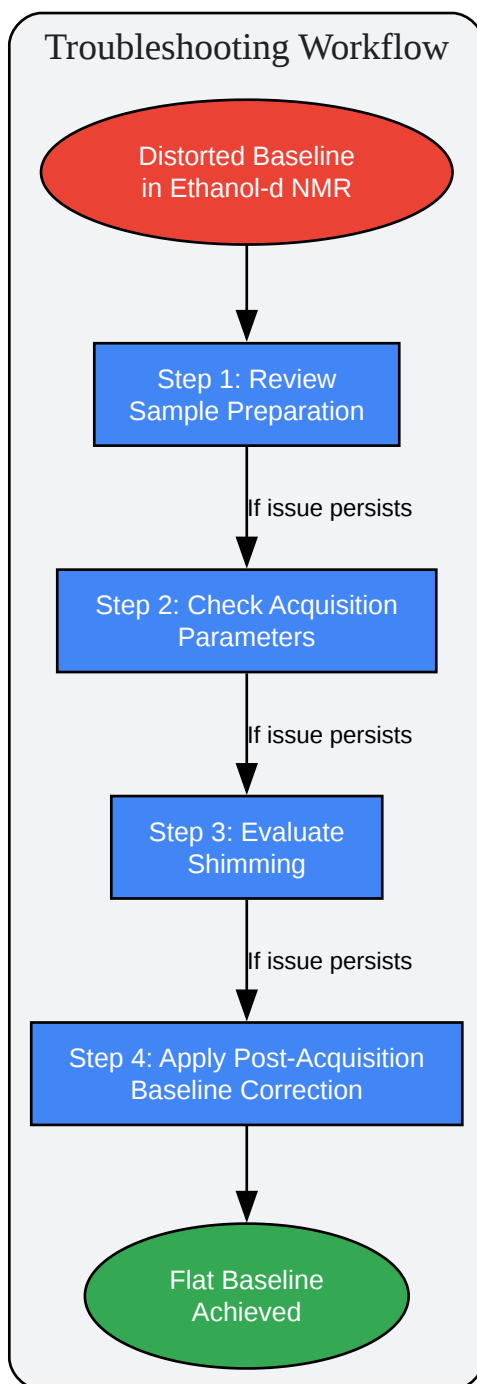 Troubleshooting Workflow
Distorted Baseline
in Ethanol-d NMR
Step 1: Review
Sample Preparation
If issue persists
Step 2: Check Acquisition
Parameters
If issue persists
Step 3: Evaluate
Shimming
If issue persists
Step 4: Apply Post-Acquisition
Baseline Correction
Flat Baseline
Achieved